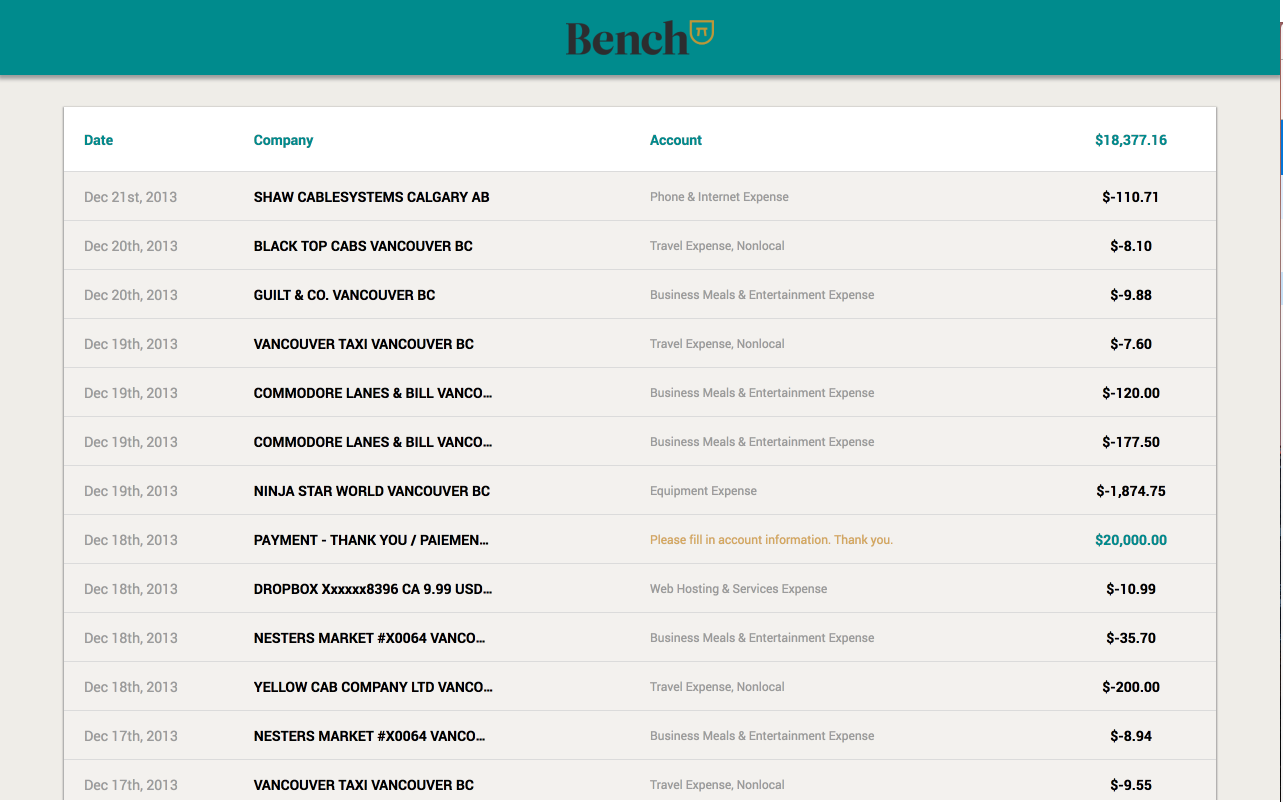 Bench
Date Company Account $18,377.16
Dec 21st, 2013 SHAW CABLESYSTEMS CALGARY AB Phone & Internet Expense $-110.71
Dec 20th, 2013 BLACK TOP CABS VANCOUVER BC Travel Expense, Nonlocal $-8.10
Dec 20th, 2013 GUILT & CO. VANCOUVER BC Business Meals & Entertainment Expense $-9.88
Dec 19th, 2013 VANCOUVER TAXI VANCOUVER BC Travel Expense, Nonlocal $-7.60
Dec 19th, 2013 COMMODORE LANES & BILL VANCO... Business Meals & Entertainment Expense $-120.00
Dec 19th, 2013 COMMODORE LANES & BILL VANCO... Business Meals & Entertainment Expense $-177.50
Dec 19th, 2013 NINJA STAR WORLD VANCOUVER BC Equipment Expense $-1,874.75
Dec 18th, 2013 PAYMENT - THANK YOU / PAIEMEN... Please fill in account information. Thank you. $20,000.00
Dec 18th, 2013 DROPBOX Xxxxxx8396 CA 9.99 USD... Web Hosting & Services Expense $-10.99
Dec 18th, 2013 NESTERS MARKET #X0064 VANCO... Business Meals & Entertainment Expense $-35.70
Dec 18th, 2013 YELLOW CAB COMPANY LTD VANCO... Travel Expense, Nonlocal $-200.00
Dec 17th, 2013 NESTERS MARKET #X0064 VANCO... Business Meals & Entertainment Expense $-8.94
Dec 17th, 2013 VANCOUVER TAXI VANCOUVER BC Travel Expense, Nonlocal $-9.55